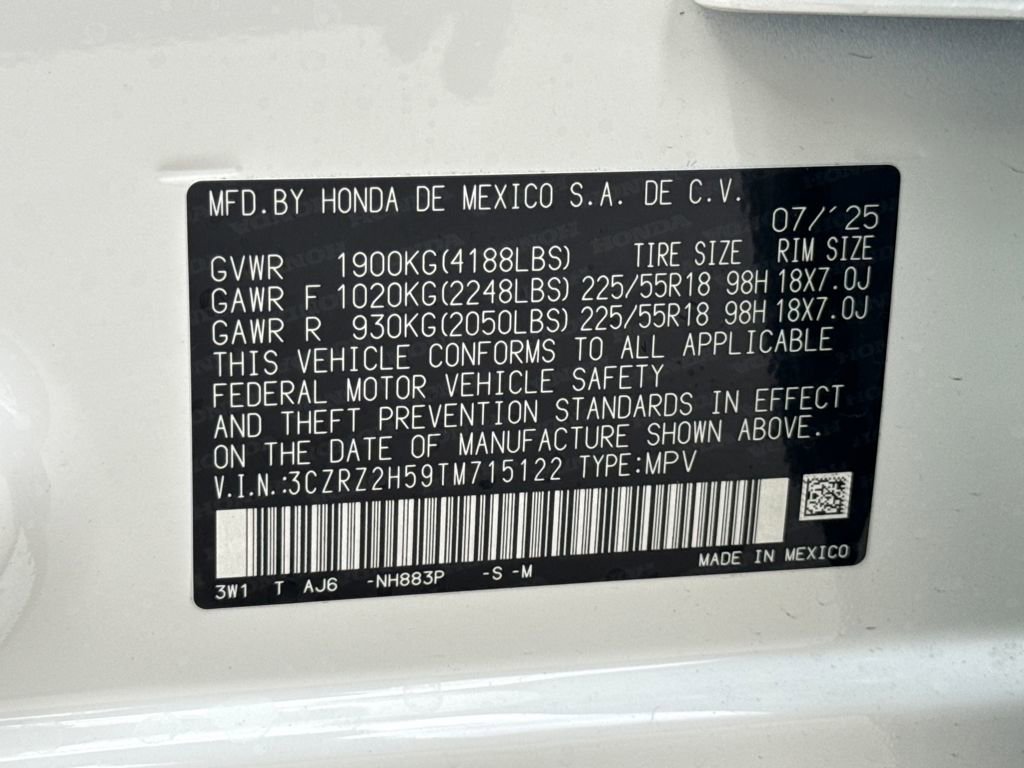 MFD.BY HONDA DE MEXICO S.A. DE C.V.
07/´25
GVWR 1900KG(4188LBS) TIRE SIZE RIM SIZE
GAWR F 1020KG(2248LBS) 225/55R18 98H 18X7.0J
GAWR R 930KG(2050LBS) 225/55R18 98H 18X7.0J
THIS VEHICLE CONFORMS TO ALL APPLICABLE
FEDERAL MOTOR VEHICLE SAFETY
AND THEFT PREVENTION STANDARDS IN EFFECT
ON THE DATE OF MANUFACTURE SHOWN ABOVE.
V.I.N.:3CZRZ2H59TM715122 TYPE:MPV
3W1 T AJ6 -NH883P -S -M MADE IN MEXICO